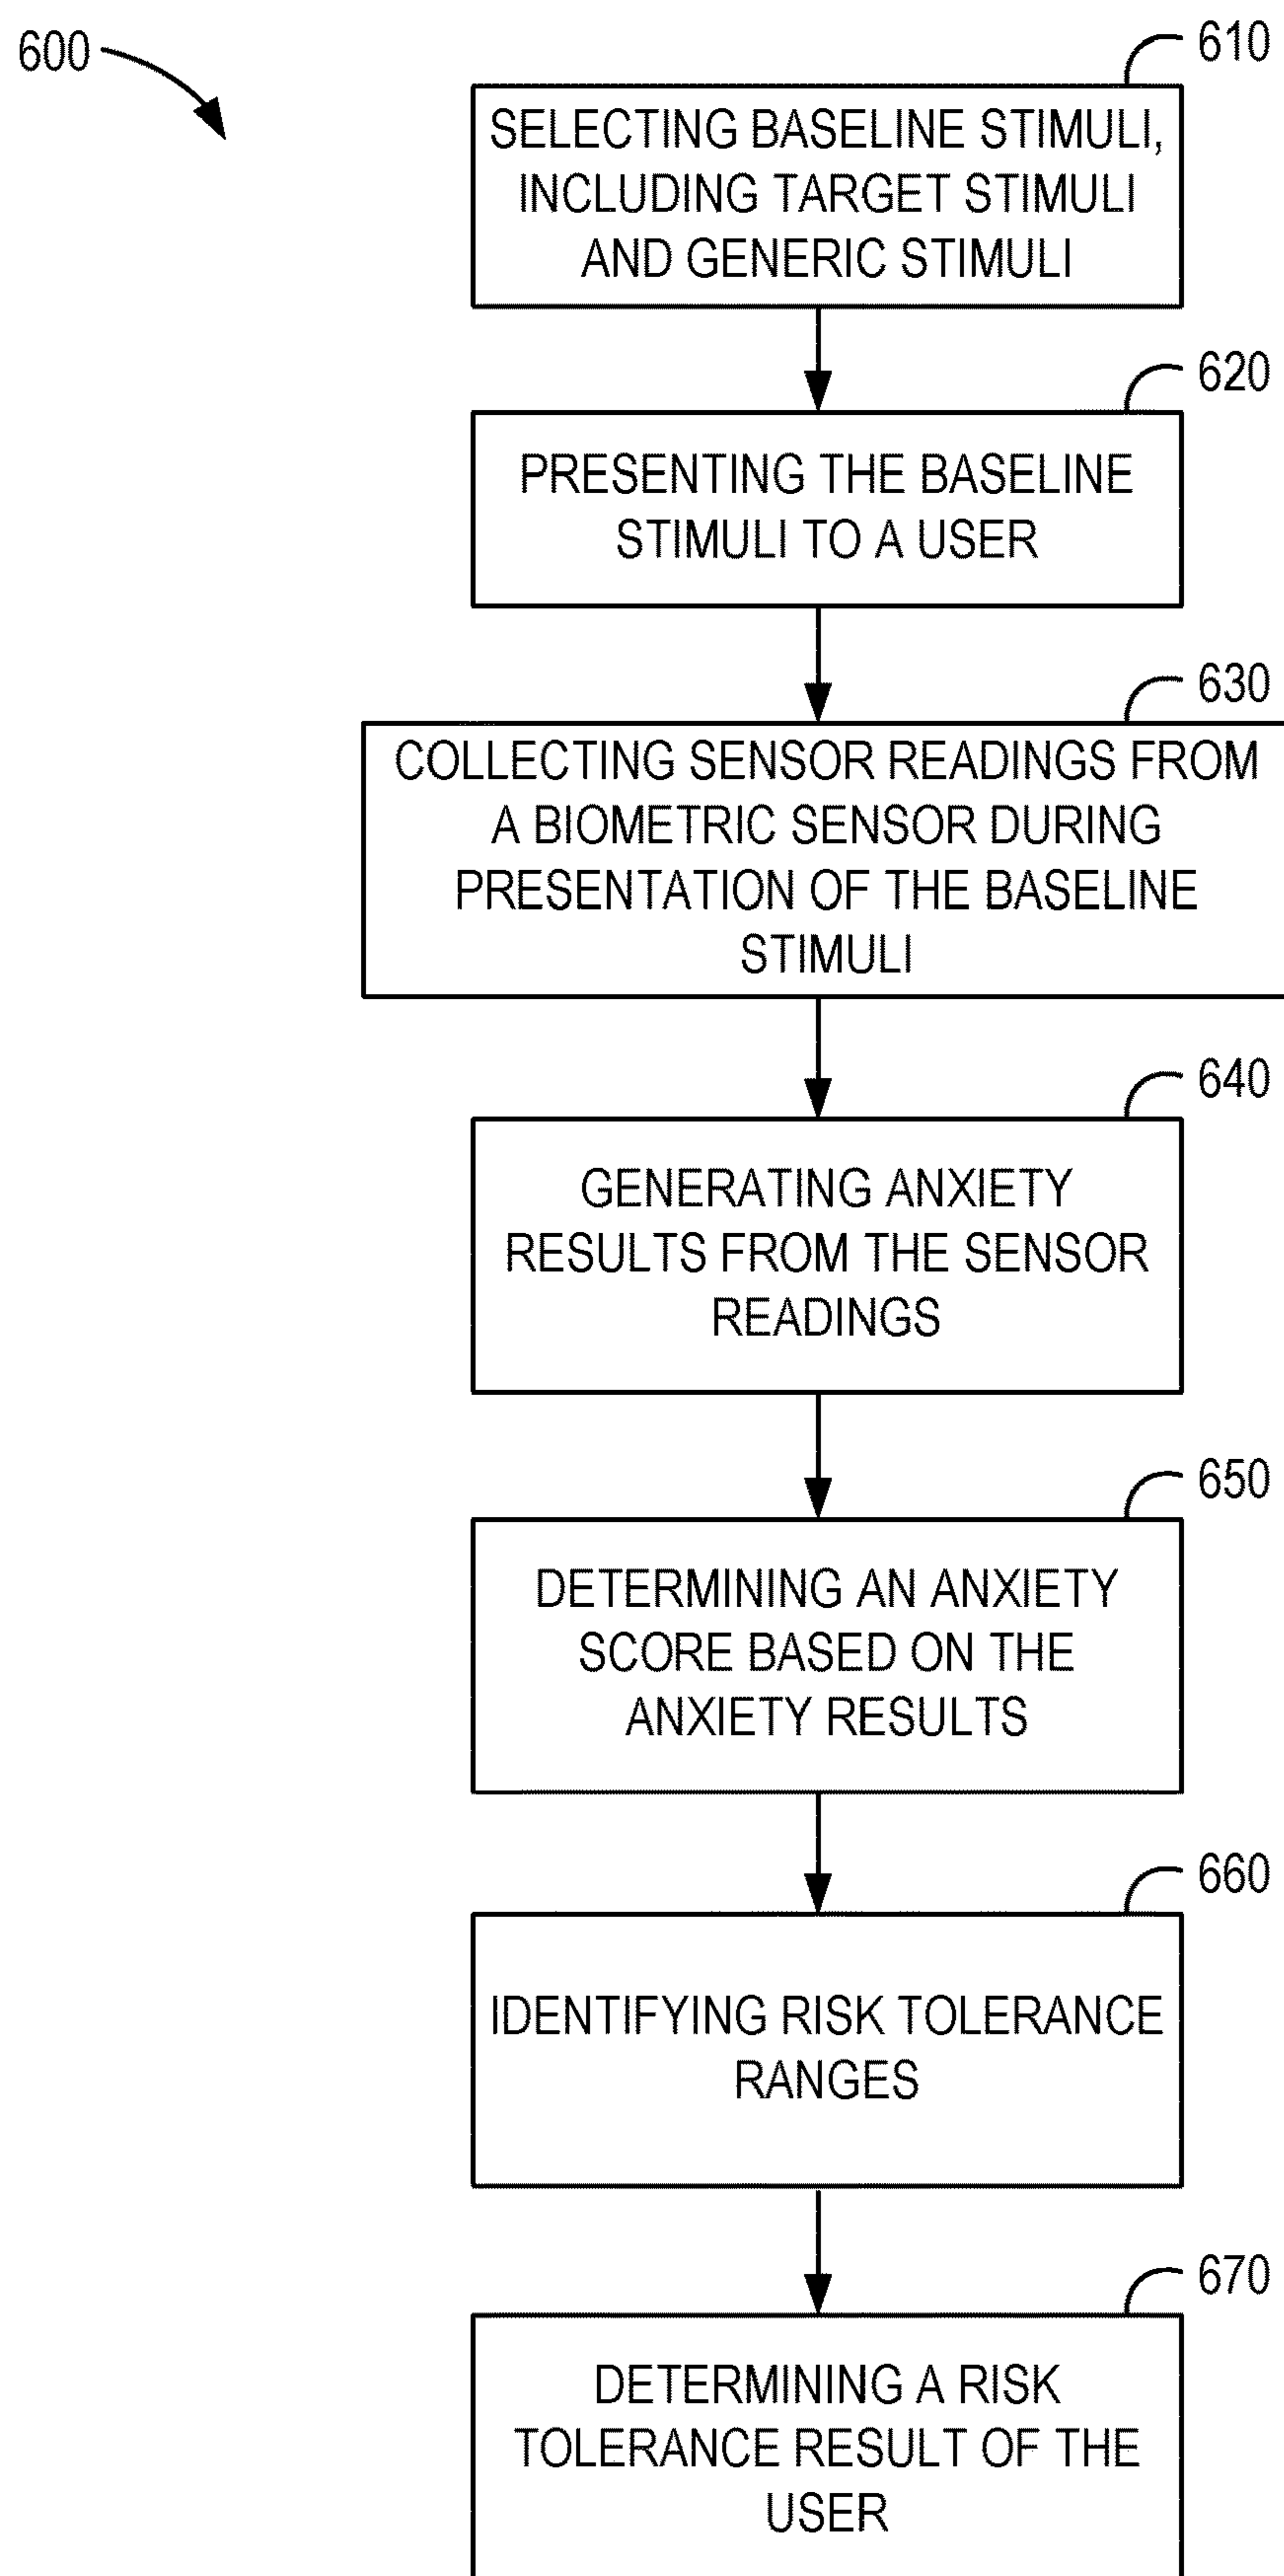 600
610
SELECTING BASELINE STIMULI,
INCLUDING TARGET STIMULI
AND GENERIC STIMULI
620
PRESENTING THE BASELINE
STIMULI TO A USER
630
COLLECTING SENSOR READINGS FROM
A BIOMETRIC SENSOR DURING
PRESENTATION OF THE BASELINE
STIMULI
640
GENERATING ANXIETY
RESULTS FROM THE SENSOR
READINGS
650
DETERMINING AN ANXIETY
SCORE BASED ON THE
ANXIETY RESULTS
660
IDENTIFYING RISK TOLERANCE
RANGES
670
DETERMINING A RISK
TOLERANCE RESULT OF THE
USER